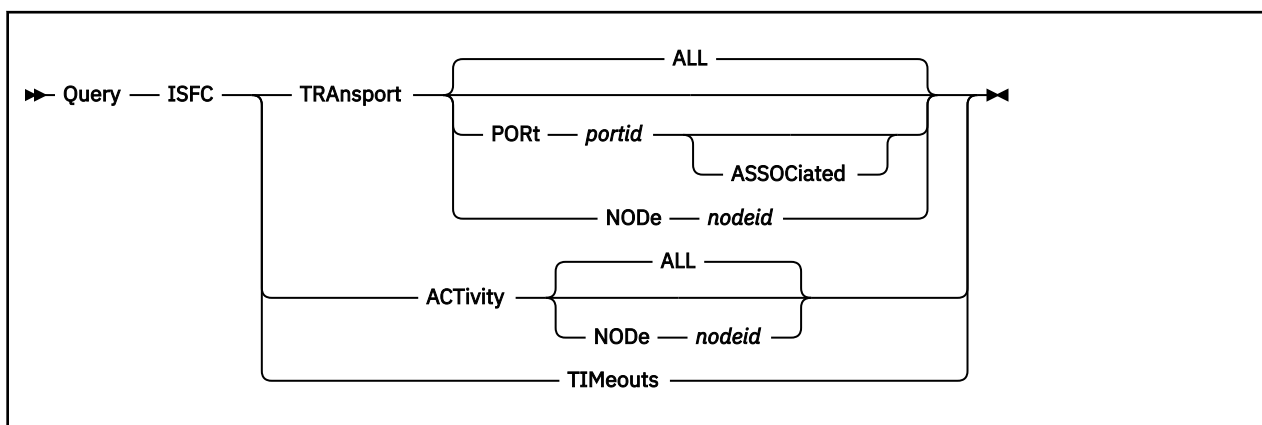 ALL
Query ISFC TRAnsport
PORt portid
ASSOCiated
NODe nodeid
ALL
ACTivity
NODe nodeid
TIMeouts